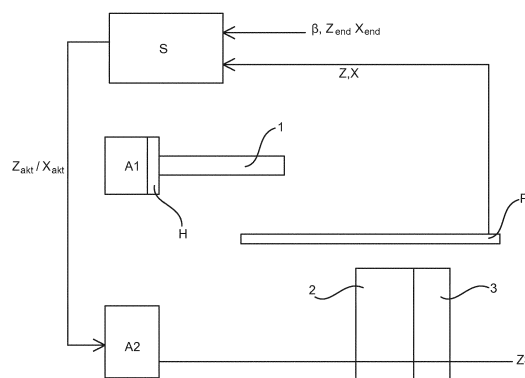 S
β, Zend Xend
Z,X
1
A1
Zakt / Xakt
H
2
3
A2